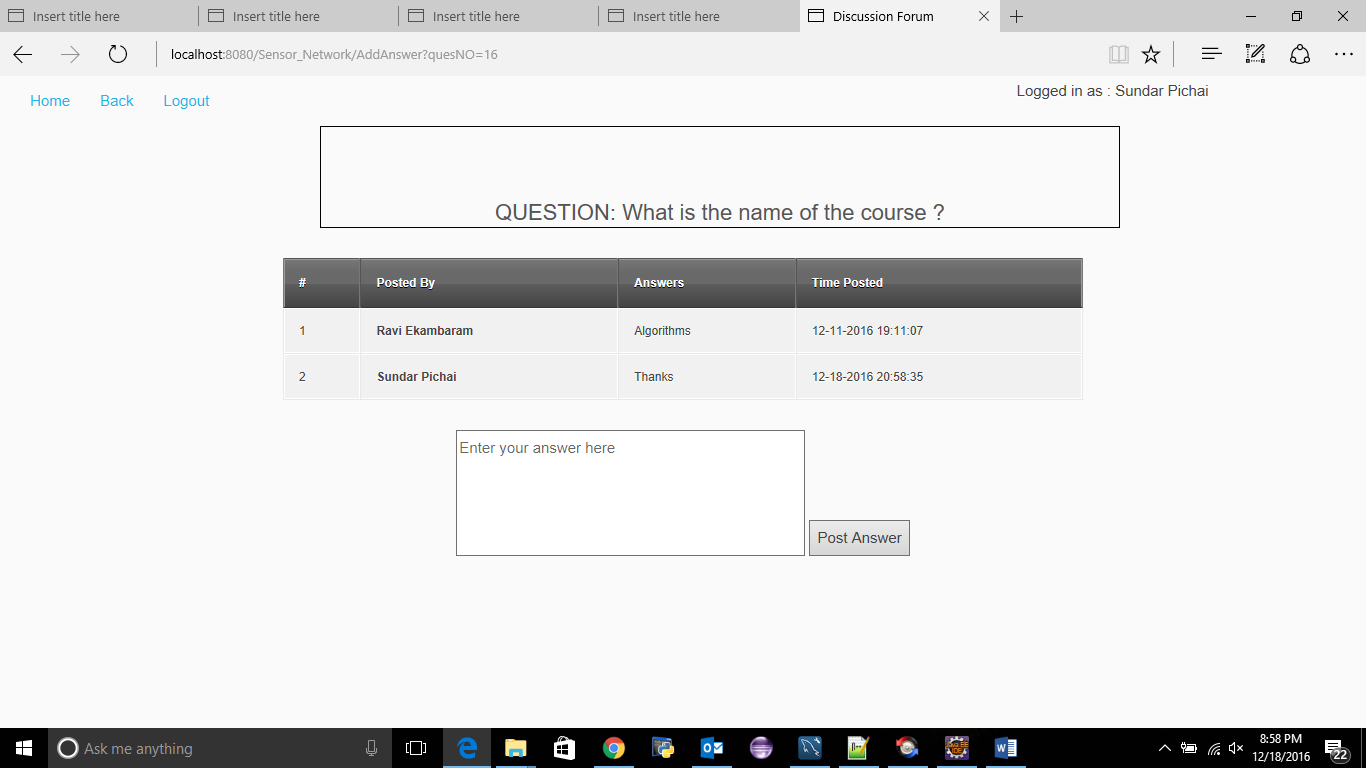 Insert title here Insert title here Insert title here Insert title here Discussion Forum
localhost:8080/Sensor_Network/AddAnswer?quesNO=16
Home Back Logout Logged in as : Sundar Pichai
QUESTION: What is the name of the course ?
# Posted By Answers Time Posted
1 Ravi Ekambaram Algorithms 12-11-2016 19:11:07
2 Sundar Pichai Thanks 12-18-2016 20:58:35
Enter your answer here
Post Answer
Ask me anything
8:58 PM
12/18/2016
22